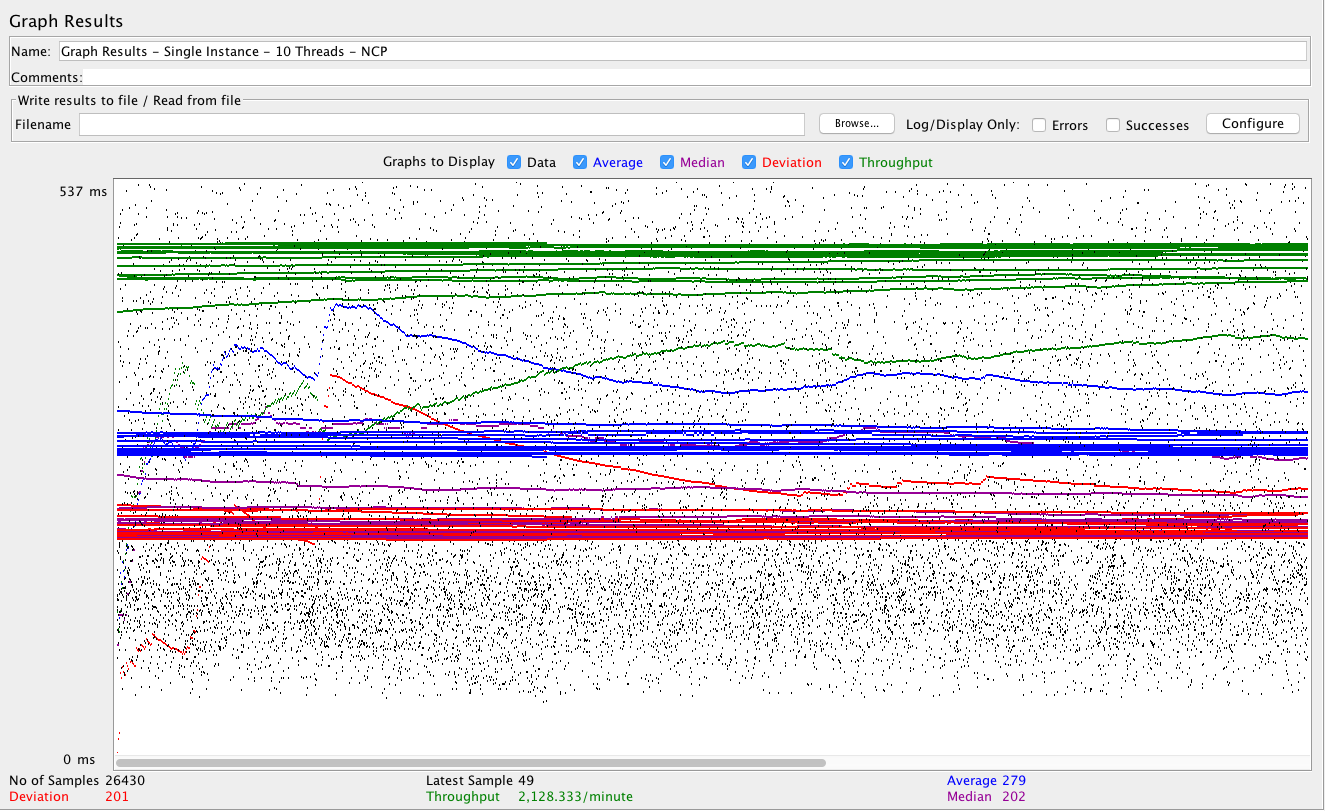 Graph Results
Name: Graph Results - Single Instance - 10 Threads - NCP
Comments:
Write results to file / Read from file
Filename Browse... Log/Display Only: Errors Successes Configure
Graphs to Display Data Average Median Deviation Throughput
537 ms
0 ms
No of Samples 26430 Latest Sample 49 Average 279
Deviation 201 Throughput 2,128.333/minute Median 202